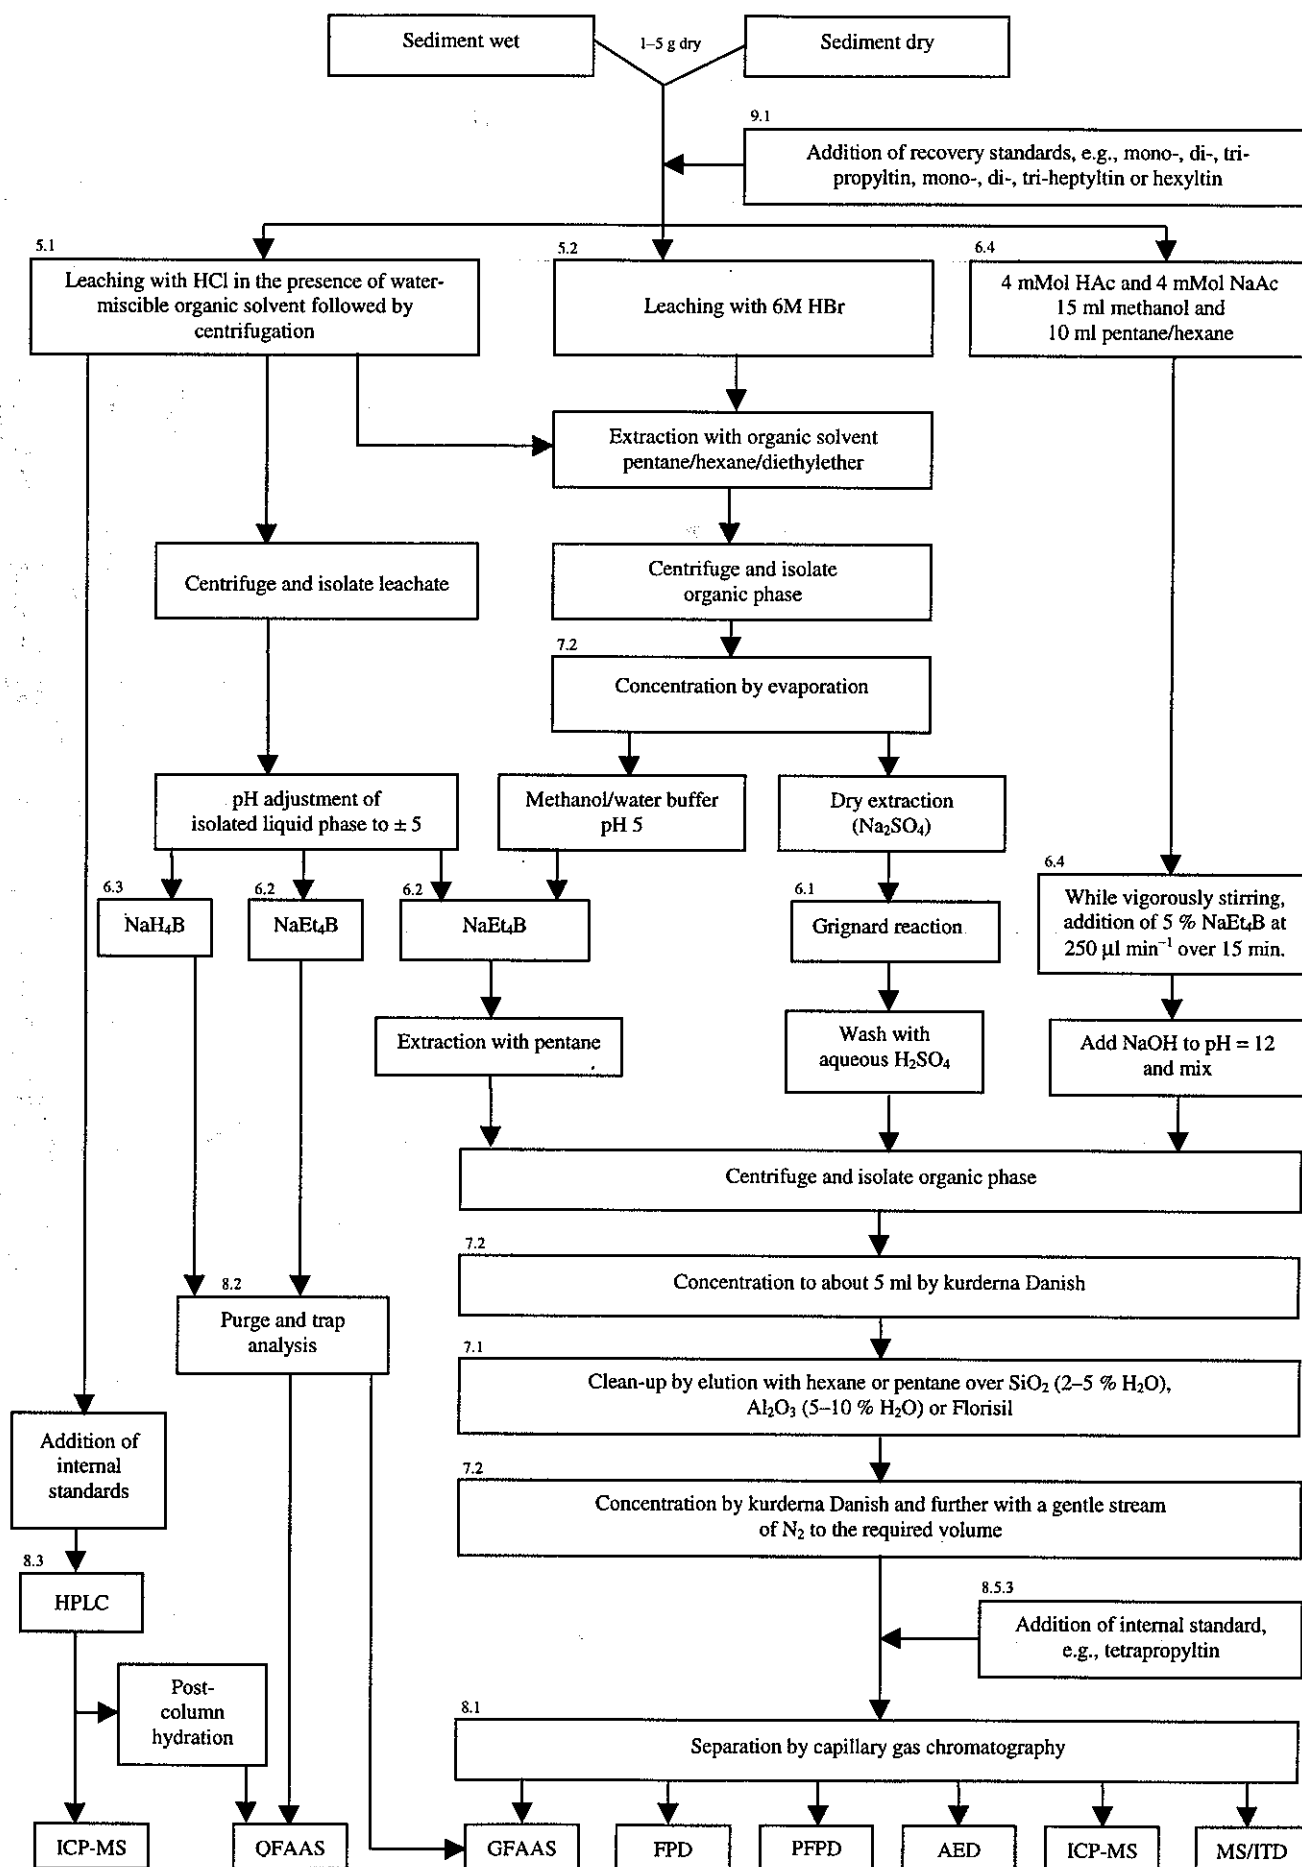 Sediment wet
1–5 g dry
Sediment dry
9.1
Addition of recovery standards, e.g., mono-, di-, tri-
propyltin, mono-, di-, tri-heptyltin or hexyltin
5.1
Leaching with HCl in the presence of water-
miscible organic solvent followed by
centrifugation
5.2
Leaching with 6M HBr
6.4
4 mMol HAc and 4 mMol NaAc
15 ml methanol and
10 ml pentane/hexane
Extraction with organic solvent
pentane/hexane/diethylether
Centrifuge and isolate leachate
Centrifuge and isolate
organic phase
7.2
Concentration by evaporation
pH adjustment of
isolated liquid phase to ± 5
Methanol/water buffer
pH 5
Dry extraction
(Na₂SO₄)
6.3
NaH₄B
6.2
NaEt₄B
6.2
NaEt₄B
6.1
Grignard reaction
6.4
While vigorously stirring,
addition of 5 % NaEt₄B at
250 µl min⁻¹ over 15 min.
Extraction with pentane
Wash with
aqueous H₂SO₄
Add NaOH to pH = 12
and mix
Centrifuge and isolate organic phase
7.2
Concentration to about 5 ml by kurderna Danish
8.2
Purge and trap
analysis
7.1
Clean-up by elution with hexane or pentane over SiO₂ (2–5 % H₂O),
Al₂O₃ (5–10 % H₂O) or Florisil
Addition of
internal
standards
7.2
Concentration by kurderna Danish and further with a gentle stream
of N₂ to the required volume
8.3
HPLC
8.5.3
Addition of internal standard,
e.g., tetrapropyltin
Post-
column
hydration
8.1
Separation by capillary gas chromatography
ICP-MS
QFAAS
GFAAS
FPD
PFPD
AED
ICP-MS
MS/ITD